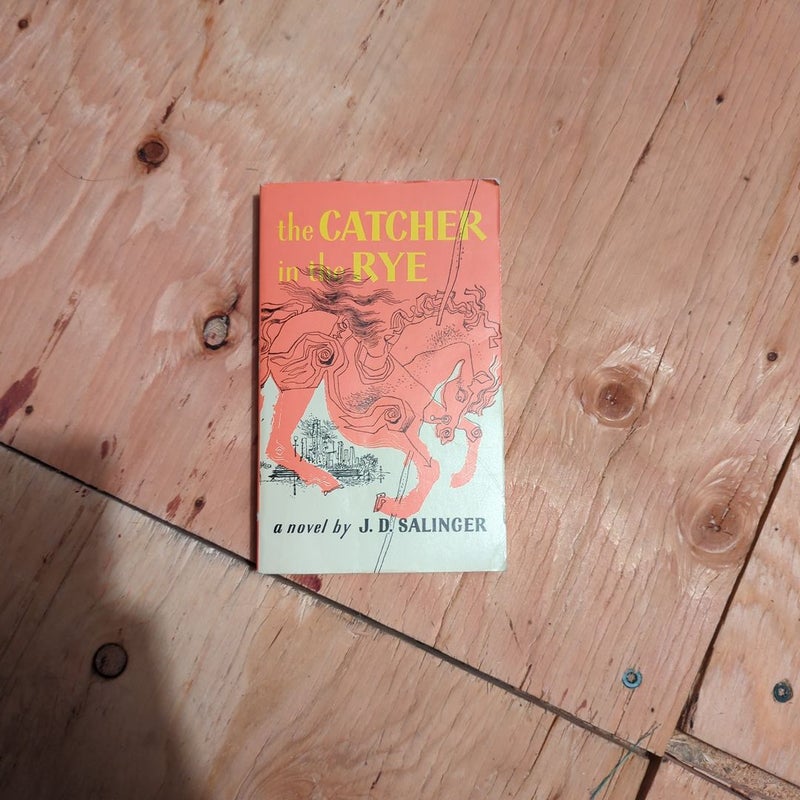 the CATCHER
in the RYE
a novel by J. D. SALINGER